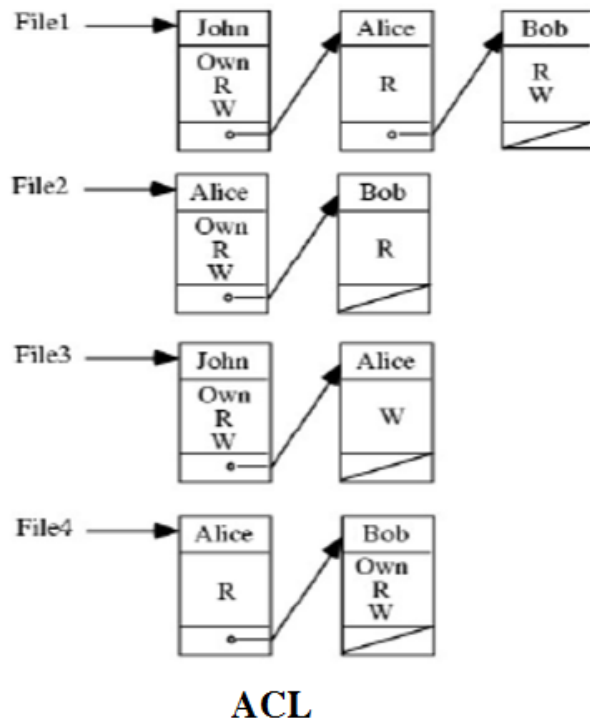 File1
John
Own
R
W
Alice
R
Bob
R
W
File2
Alice
Own
R
W
Bob
R
File3
John
Own
R
W
Alice
W
File4
Alice
R
Bob
Own
R
W
ACL